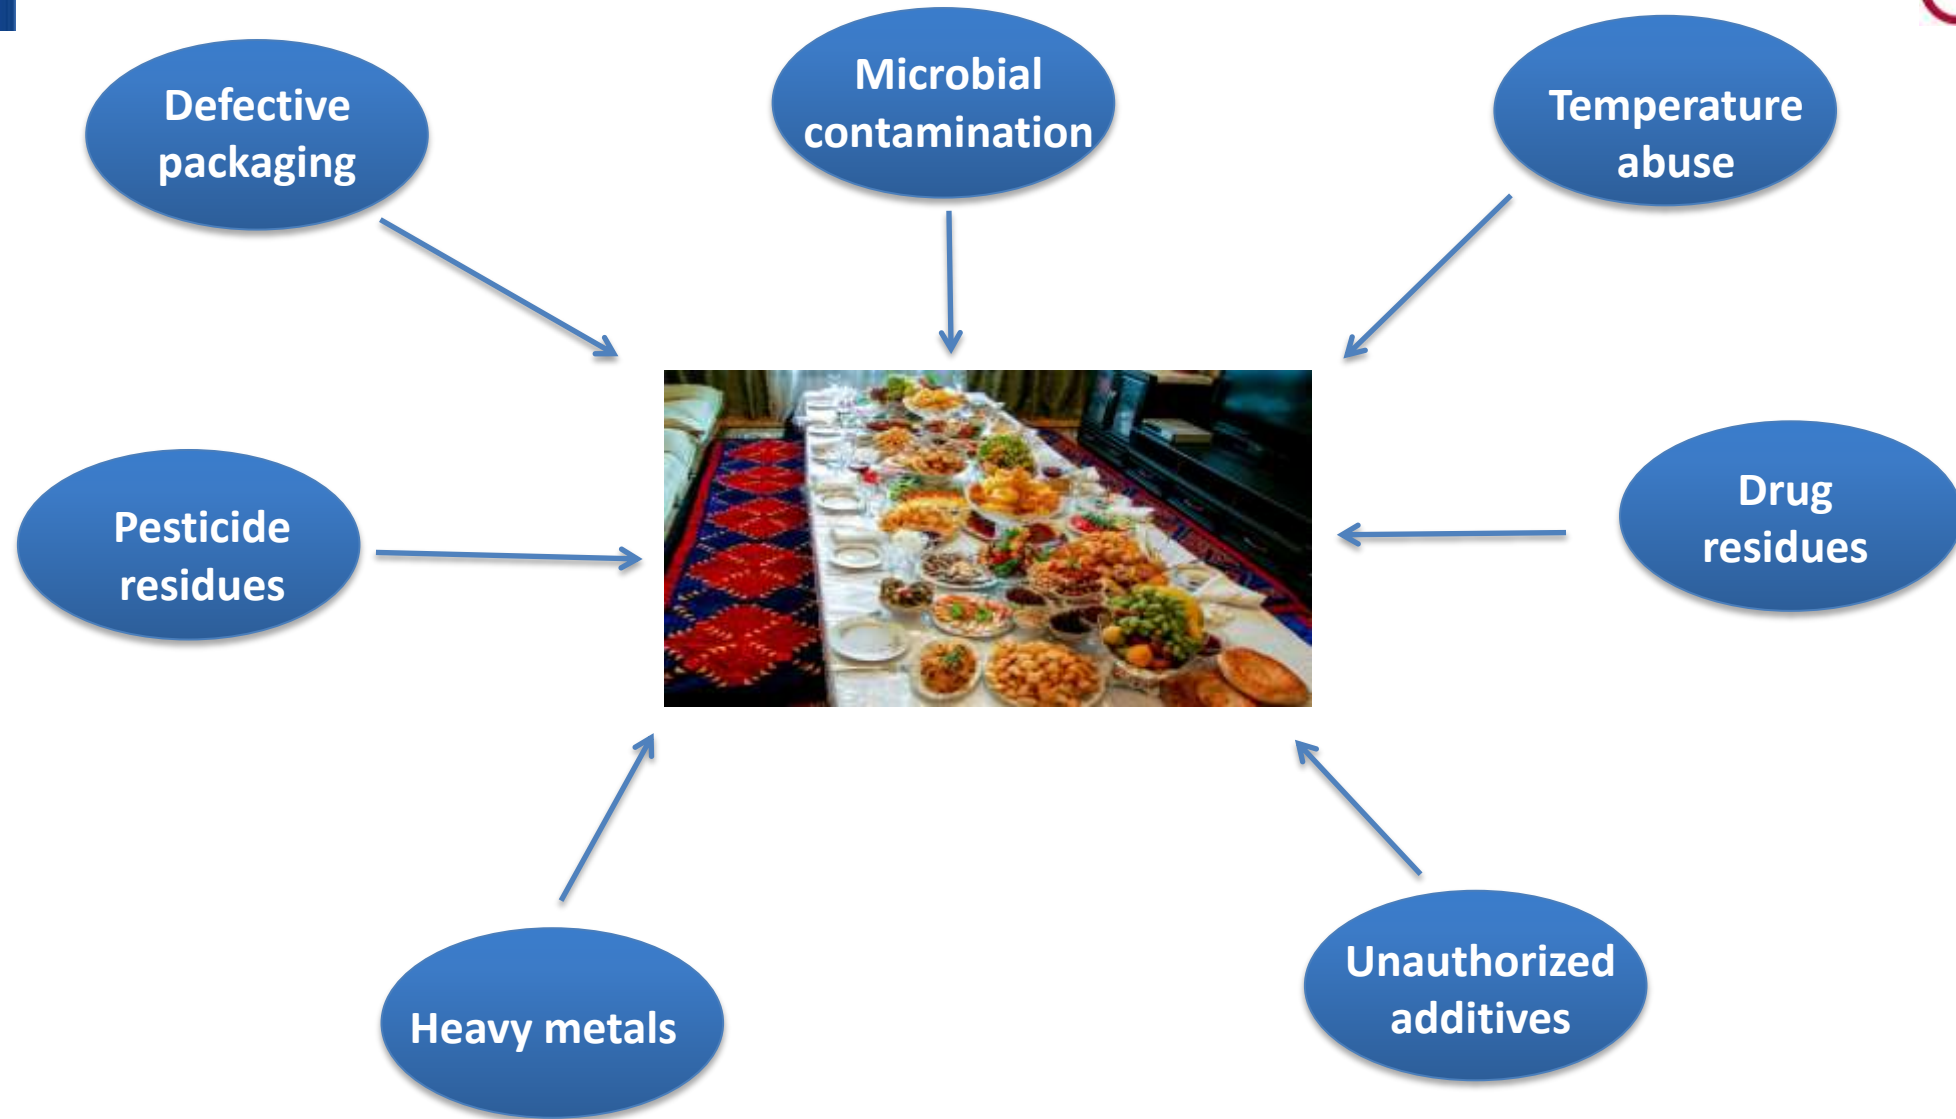 Defective
packaging
Microbial
contamination
Temperature
abuse
Pesticide
residues
Drug
residues
Heavy metals
Unauthorized
additives